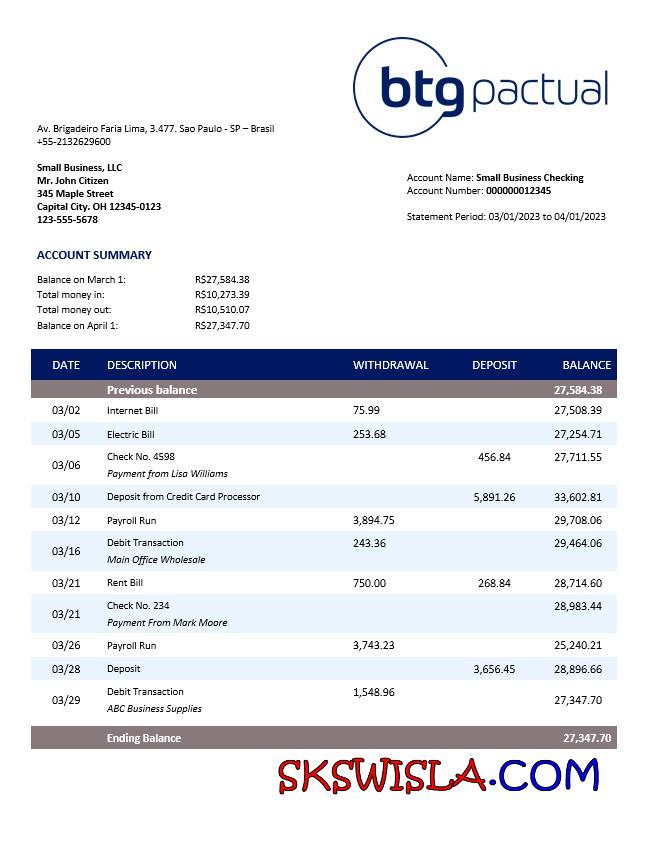 btg pactual
Av. Brigadeiro Faria Lima, 3.477. Sao Paulo - SP – Brasil
+55-2132629600
Small Business, LLC
Mr. John Citizen
345 Maple Street
Capital City. OH 12345-0123
123-555-5678
Account Name: Small Business Checking
Account Number: 000000012345
Statement Period: 03/01/2023 to 04/01/2023
ACCOUNT SUMMARY
Balance on March 1: R$27,584.38
Total money in: R$10,273.39
Total money out: R$10,510.07
Balance on April 1: R$27,347.70
DATE DESCRIPTION WITHDRAWAL DEPOSIT BALANCE
Previous balance 27,584.38
03/02 Internet Bill 75.99 27,508.39
03/05 Electric Bill 253.68 27,254.71
03/06 Check No. 4598 456.84 27,711.55
Payment from Lisa Williams
03/10 Deposit from Credit Card Processor 5,891.26 33,602.81
03/12 Payroll Run 3,894.75 29,708.06
03/16 Debit Transaction 243.36 29,464.06
Main Office Wholesale
03/21 Rent Bill 750.00 268.84 28,714.60
03/21 Check No. 234 28,983.44
Payment From Mark Moore
03/26 Payroll Run 3,743.23 25,240.21
03/28 Deposit 3,656.45 28,896.66
03/29 Debit Transaction 1,548.96 27,347.70
ABC Business Supplies
Ending Balance 27,347.70
SKSWISLA.COM